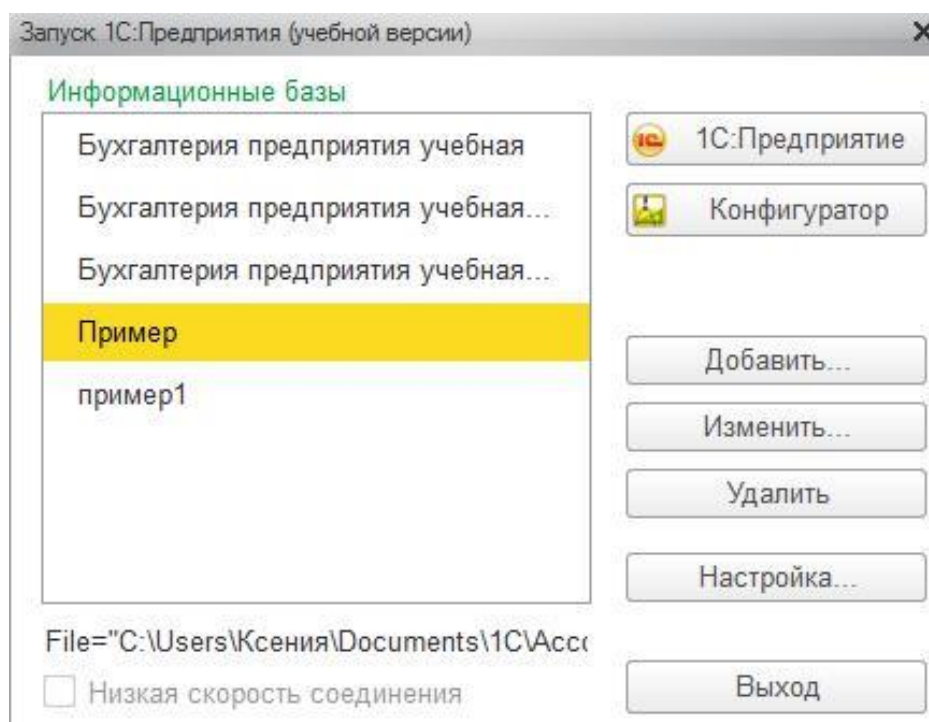 Запуск 1С:Предприятия (учебной версии)
Информационные базы
Бухгалтерия предприятия учебная
Бухгалтерия предприятия учебная...
Бухгалтерия предприятия учебная...
Пример
пример1
1С:Предприятие
Конфигуратор
Добавить...
Изменить...
Удалить
Настройка...
Выход
File="C:\Users\Ксения\Documents\1C\Acc
Низкая скорость соединения